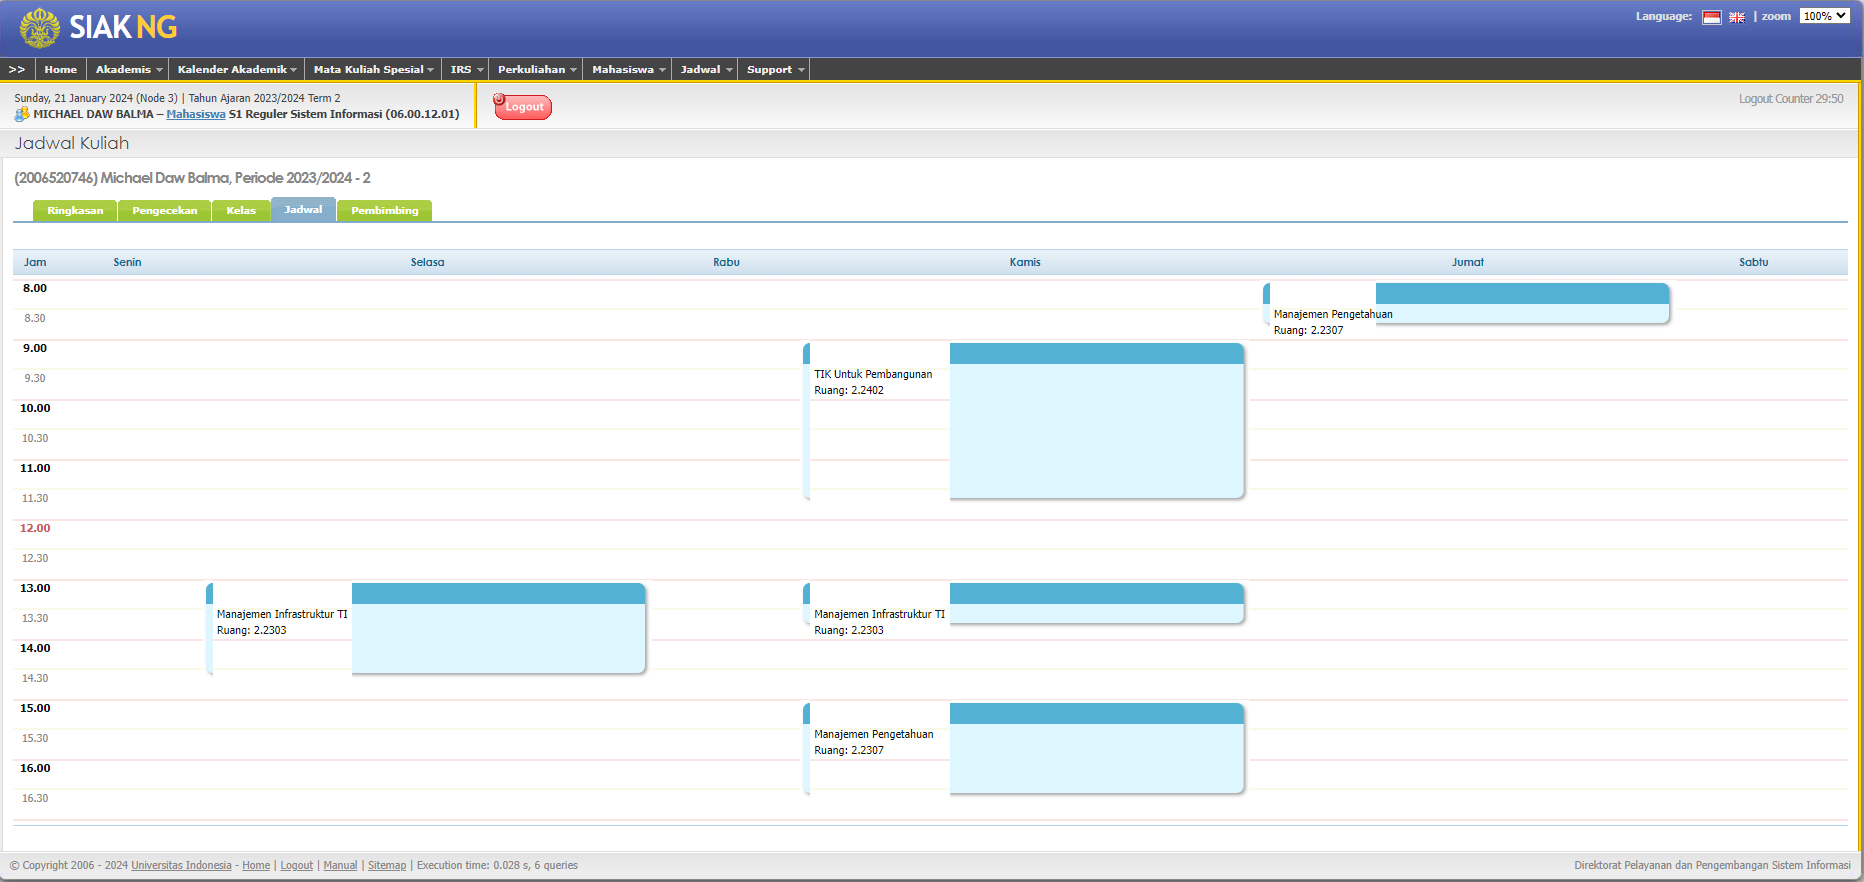 SIAK NG
Language: | zoom 100%
>> Home Akademis Kalender Akademik Mata Kuliah Spesial IRS Perkuliahan Mahasiswa Jadwal Support
Sunday, 21 January 2024 (Node 3) | Tahun Ajaran 2023/2024 Term 2
MICHAEL DAW BALMA – Mahasiswa S1 Reguler Sistem Informasi (06.00.12.01)
Logout
Logout Counter 29:50
Jadwal Kuliah
(2006520746) Michael Daw Balma, Periode 2023/2024 - 2
Ringkasan Pengecekan Kelas Jadwal Pembimbing
Jam Senin Selasa Rabu Kamis Jumat Sabtu
8.00
8.30
Manajemen Pengetahuan
Ruang: 2.2307
9.00
9.30
TIK Untuk Pembangunan
Ruang: 2.2402
10.00
10.30
11.00
11.30
12.00
12.30
13.00
13.30
Manajemen Infrastruktur TI
Ruang: 2.2303
Manajemen Infrastruktur TI
Ruang: 2.2303
14.00
14.30
15.00
15.30
Manajemen Pengetahuan
Ruang: 2.2307
16.00
16.30
© Copyright 2006 - 2024 Universitas Indonesia - Home | Logout | Manual | Sitemap | Execution time: 0.028 s, 6 queries
Direktorat Pelayanan dan Pengembangan Sistem Informasi